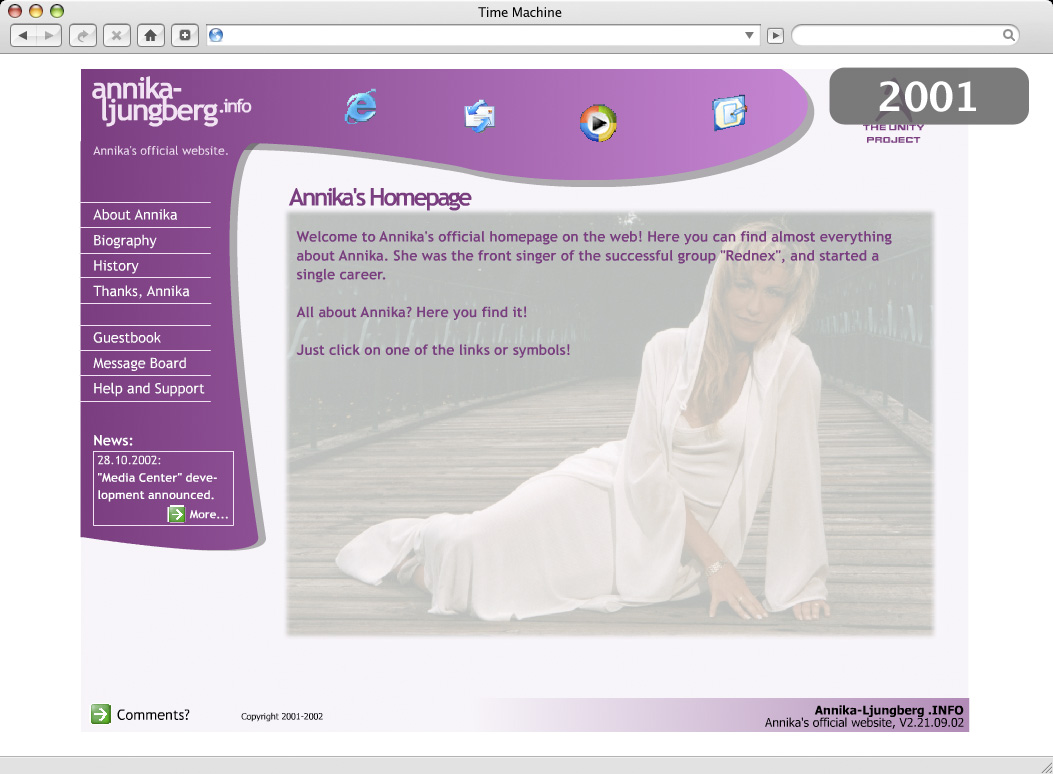 Time Machine
annika-
ljungberg.info
2001
THE UNITY
PROJECT
Annika's official website.
Annika's Homepage
Welcome to Annika's official homepage on the web! Here you can find almost everything
about Annika. She was the front singer of the successful group "Rednex", and started a
single career.
All about Annika? Here you find it!
Just click on one of the links or symbols!
About Annika
Biography
History
Thanks, Annika
Guestbook
Message Board
Help and Support
News:
28.10.2002:
"Media Center" deve-
lopment announced.
More...
Comments?
Copyright 2001-2002
Annika-Ljungberg .INFO
Annika's official website, V2.21.09.02